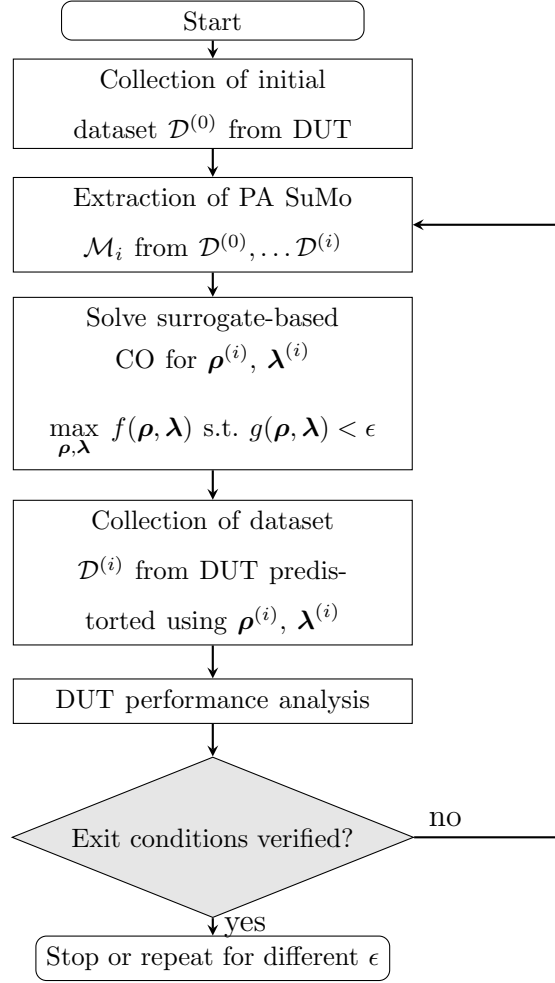 Start
Collection of initial
dataset 𝒟⁽⁰⁾ from DUT
Extraction of PA SuMo
ℳᵢ from 𝒟⁽⁰⁾, … 𝒟⁽ⁱ⁾
Solve surrogate-based
CO for 𝝆⁽ⁱ⁾, 𝝀⁽ⁱ⁾
max f(𝝆, 𝝀) s.t. g(𝝆, 𝝀) < ϵ
𝝆,𝝀
Collection of dataset
𝒟⁽ⁱ⁾ from DUT predis-
torted using 𝝆⁽ⁱ⁾, 𝝀⁽ⁱ⁾
DUT performance analysis
Exit conditions verified?
no
yes
Stop or repeat for different ϵ